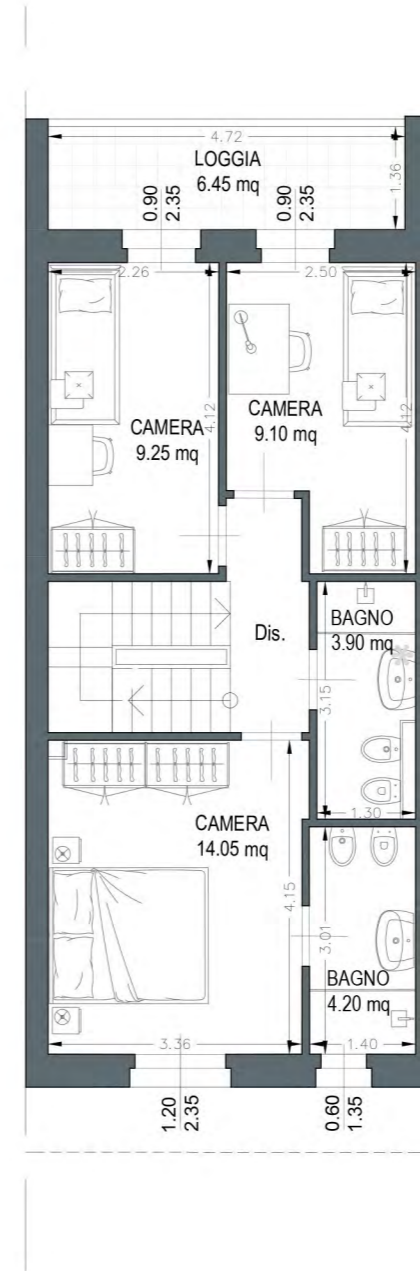 4.72
LOGGIA
6.45 mq
1.36
0.90
2.35
0.90
2.35
2.26
2.50
CAMERA
9.25 mq
4.12
CAMERA
9.10 mq
4.12
Dis.
BAGNO
3.90 mq
3.15
1.30
CAMERA
14.05 mq
4.15
3.01
BAGNO
4.20 mq
3.36
1.40
1.20
2.35
0.60
1.35